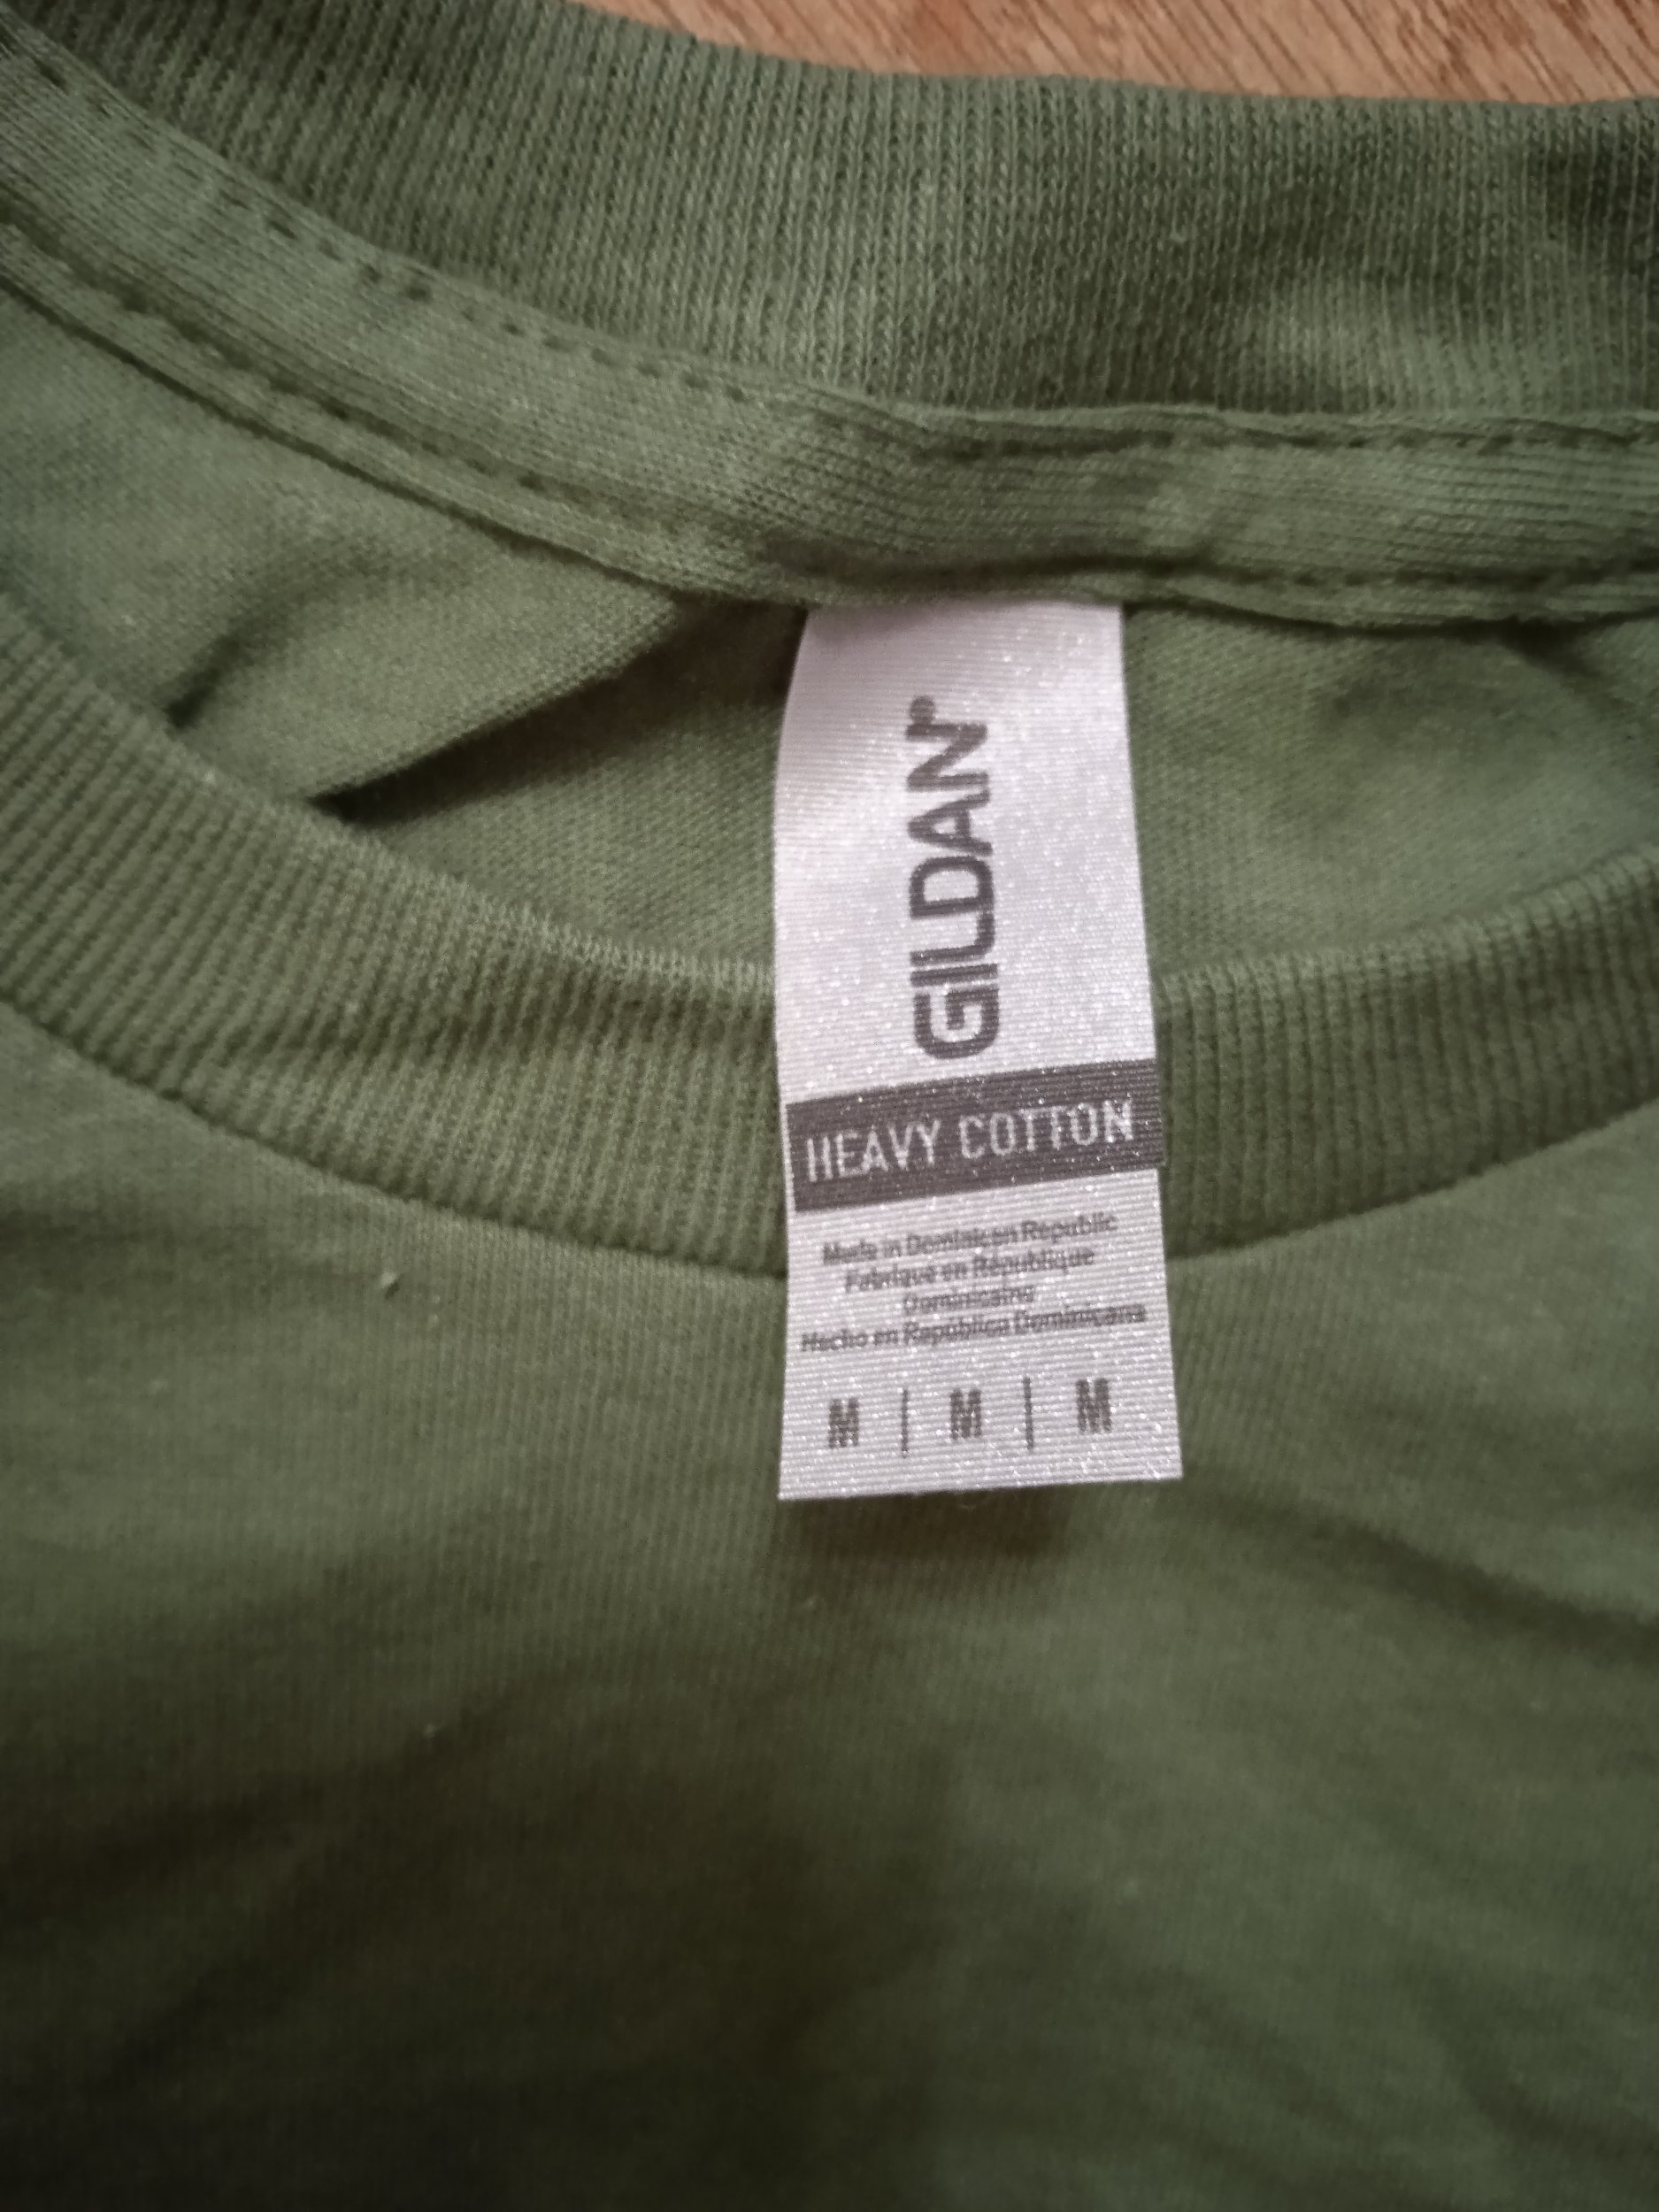 GILDAN®
HEAVY COTTON
Made in Dominican Republic
Fabriqué en République
Dominicaine
Hecho en República Dominicana
M | M | M